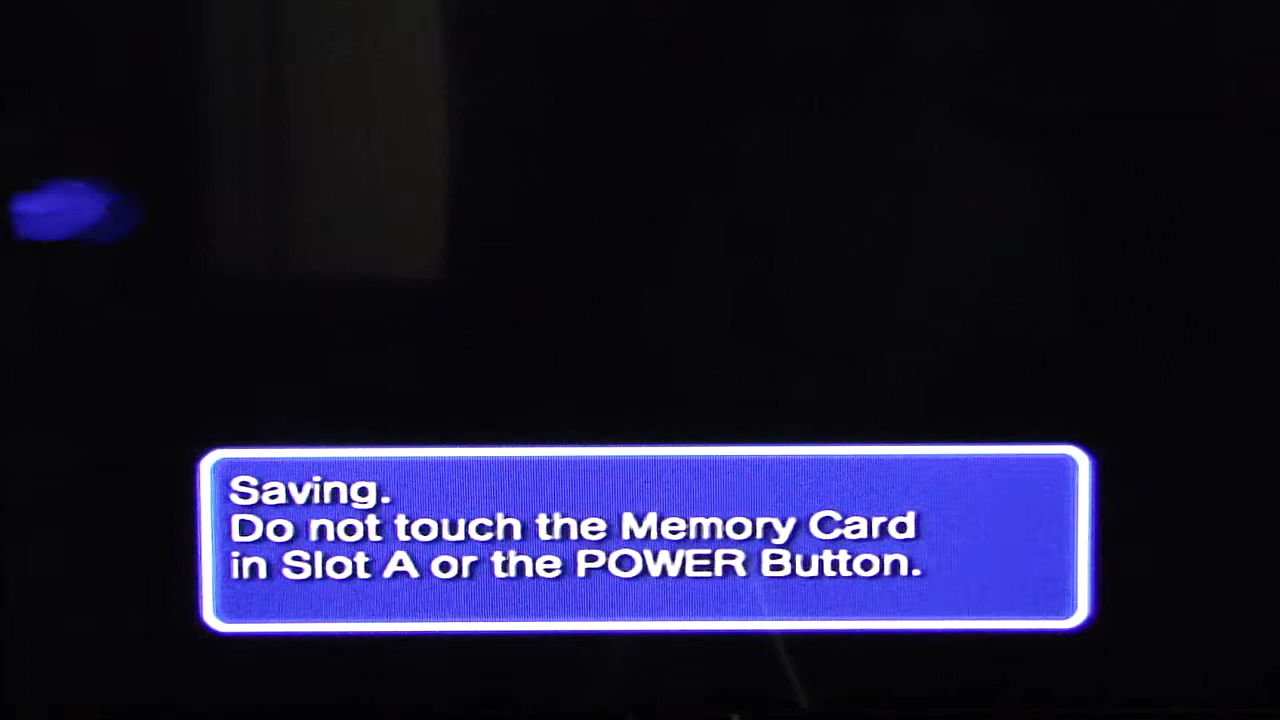 Saving.
Do not touch the Memory Card
in Slot A or the POWER Button.